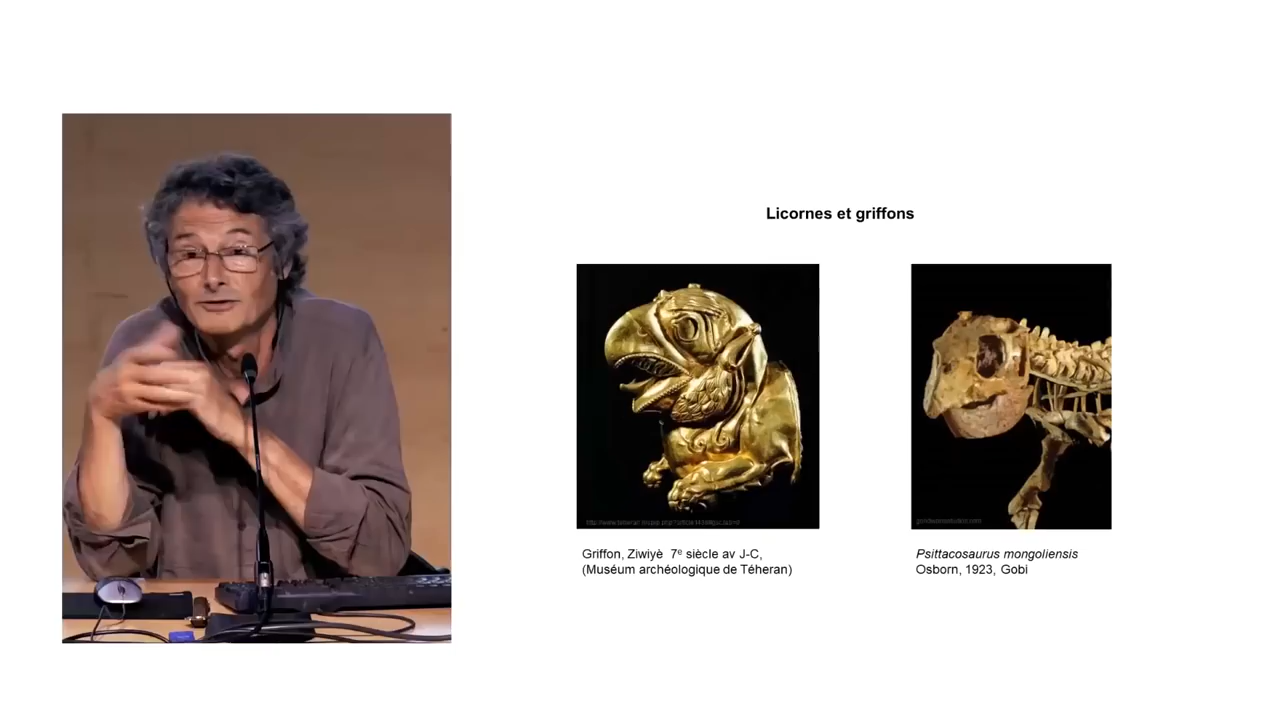 Licornes et griffons
Griffon, Ziwiyè 7e siècle av J-C,
(Muséum archéologique de Téheran)
Psittacosaurus mongoliensis
Osborn, 1923, Gobi